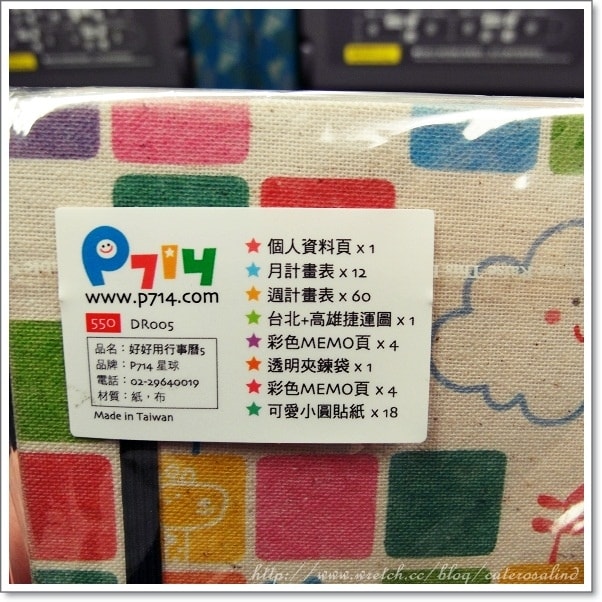 P714
www.p714.com
550 DR005
品名：好好用行事曆5
品牌：P714 星球
電話：02-29640019
材質：紙，布
Made in Taiwan
★ 個人資料頁 x 1
★ 月計畫表 x 12
★ 週計畫表 x 60
★ 台北+高雄捷運圖 x 1
★ 彩色MEMO頁 x 4
★ 透明夾鍊袋 x 1
★ 彩色MEMO頁 x 4
★ 可愛小圓貼紙 x 18
http://www.wretch.cc/blog/cuterosalind